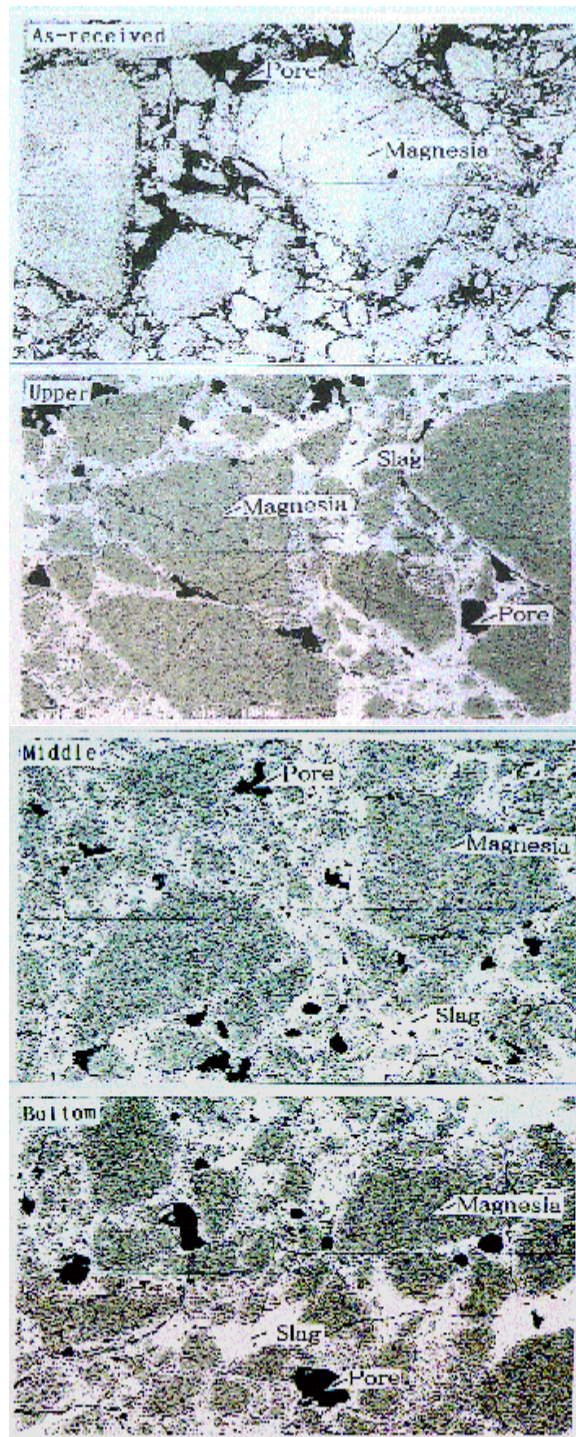 As-received
Pore
Magnesia
Upper
Slag
Magnesia
Pore
Middle
Pore
Magnesia
Slag
Bottom
Magnesia
Slag
Pore